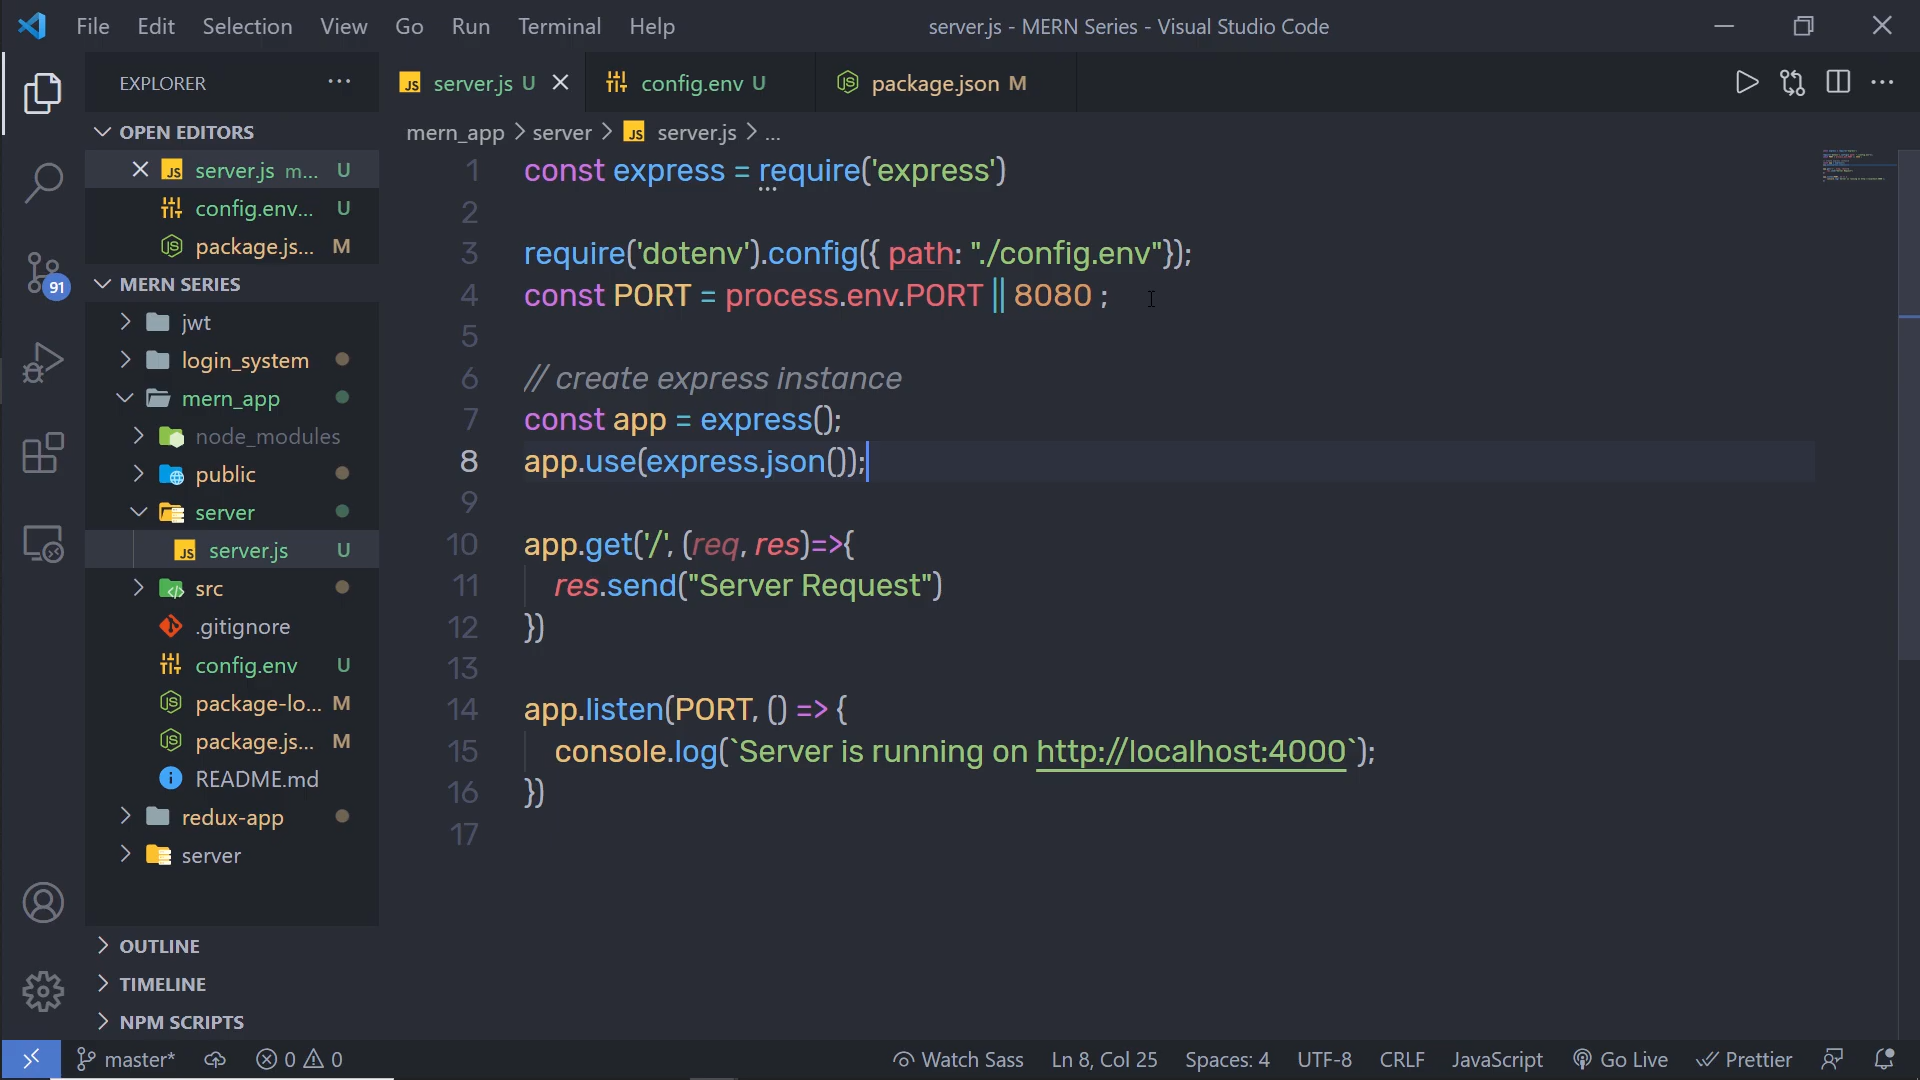 File Edit Selection View Go Run Terminal Help
server.js - MERN Series - Visual Studio Code
EXPLORER
OPEN EDITORS
server.js m... U
config.env... U
package.js... M
MERN SERIES
jwt
login_system
mern_app
node_modules
public
server
server.js U
src
.gitignore
config.env U
package-lo... M
package.js... M
README.md
redux-app
server
OUTLINE
TIMELINE
NPM SCRIPTS
91
JS server.js U
config.env U
JS package.json M
mern_app > server > JS server.js > ...
1 const express = require('express')
2
3 require('dotenv').config({ path: "./config.env"});
4 const PORT = process.env.PORT || 8080 ;
5
6 // create express instance
7 const app = express();
8 app.use(express.json());
9
10 app.get('/', (req, res)=>{
11 res.send("Server Request")
12 })
13
14 app.listen(PORT, () => {
15 console.log(`Server is running on http://localhost:4000`);
16 })
17
master* 0 0 Watch Sass Ln 8, Col 25 Spaces: 4 UTF-8 CRLF JavaScript Go Live Prettier